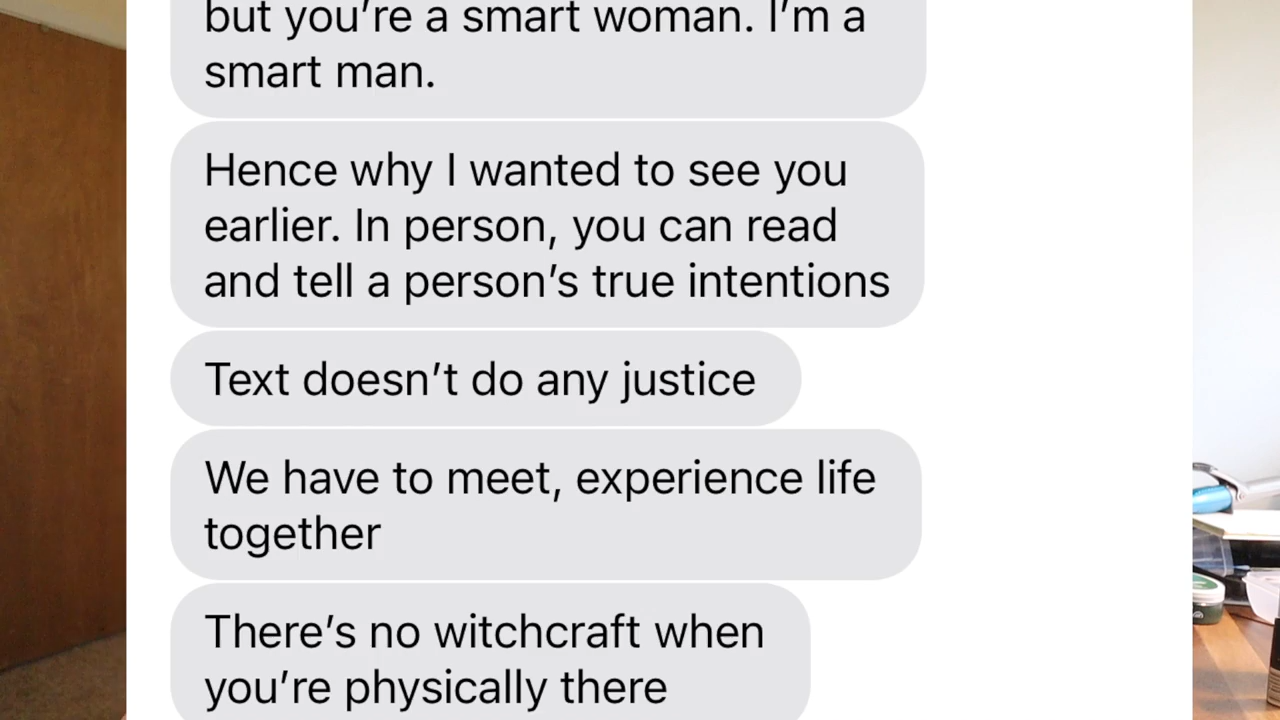 but you’re a smart woman. I’m a
smart man.
Hence why I wanted to see you
earlier. In person, you can read
and tell a person’s true intentions
Text doesn’t do any justice
We have to meet, experience life
together
There’s no witchcraft when
you’re physically there